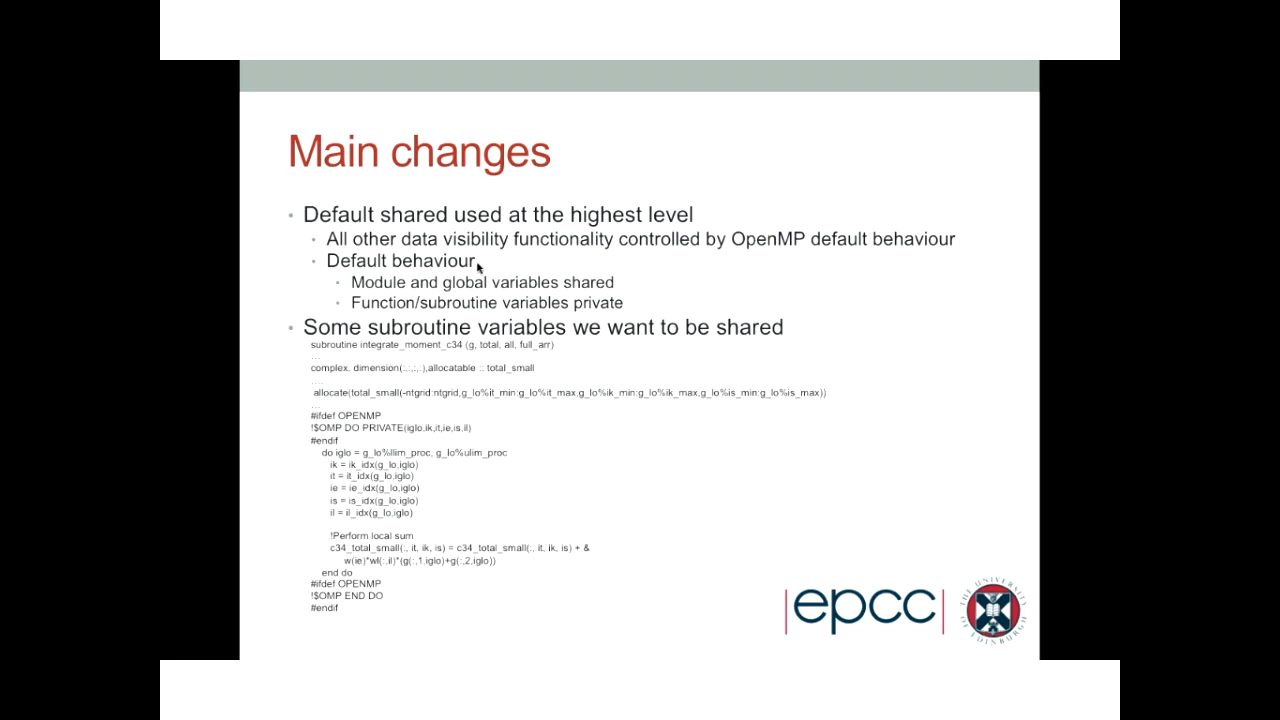 Main changes
• Default shared used at the highest level
• All other data visibility functionality controlled by OpenMP default behaviour
• Default behaviour
• Module and global variables shared
• Function/subroutine variables private
• Some subroutine variables we want to be shared
subroutine integrate_moment_c34 (g, total, all, full_arr)
...
complex, dimension(:,:,:,:),allocatable :: total_small
....
allocate(total_small(-ntgrid:ntgrid,g_lo%it_min:g_lo%it_max,g_lo%ik_min:g_lo%ik_max,g_lo%is_min:g_lo%is_max))
...
#ifdef OPENMP
!$OMP DO PRIVATE(iglo,ik,it,ie,is,il)
#endif
do iglo = g_lo%llim_proc, g_lo%ulim_proc
ik = ik_idx(g_lo,iglo)
it = it_idx(g_lo,iglo)
ie = ie_idx(g_lo,iglo)
is = is_idx(g_lo,iglo)
il = il_idx(g_lo,iglo)
!Perform local sum
c34_total_small(:, it, ik, is) = c34_total_small(:, it, ik, is) + &
w(ie)*wl(:,il)*(g(:,1,iglo)+g(:,2,iglo))
end do
#ifdef OPENMP
!$OMP END DO
#endif
|epcc|
THE UNIVERSITY OF EDINBURGH